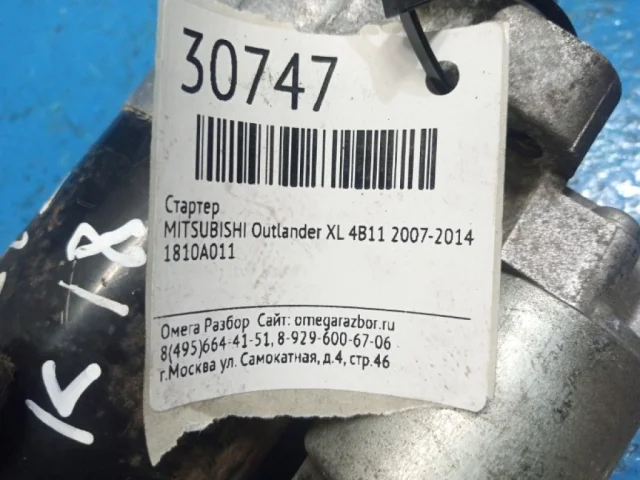 30747
Стартер
MITSUBISHI Outlander XL 4B11 2007-2014
1810A011
Омега Разбор Сайт: omegarazbor.ru
8(495)664-41-51, 8-929-600-67-06
г.Москва ул. Самокатная, д.4, стр.46
K 18